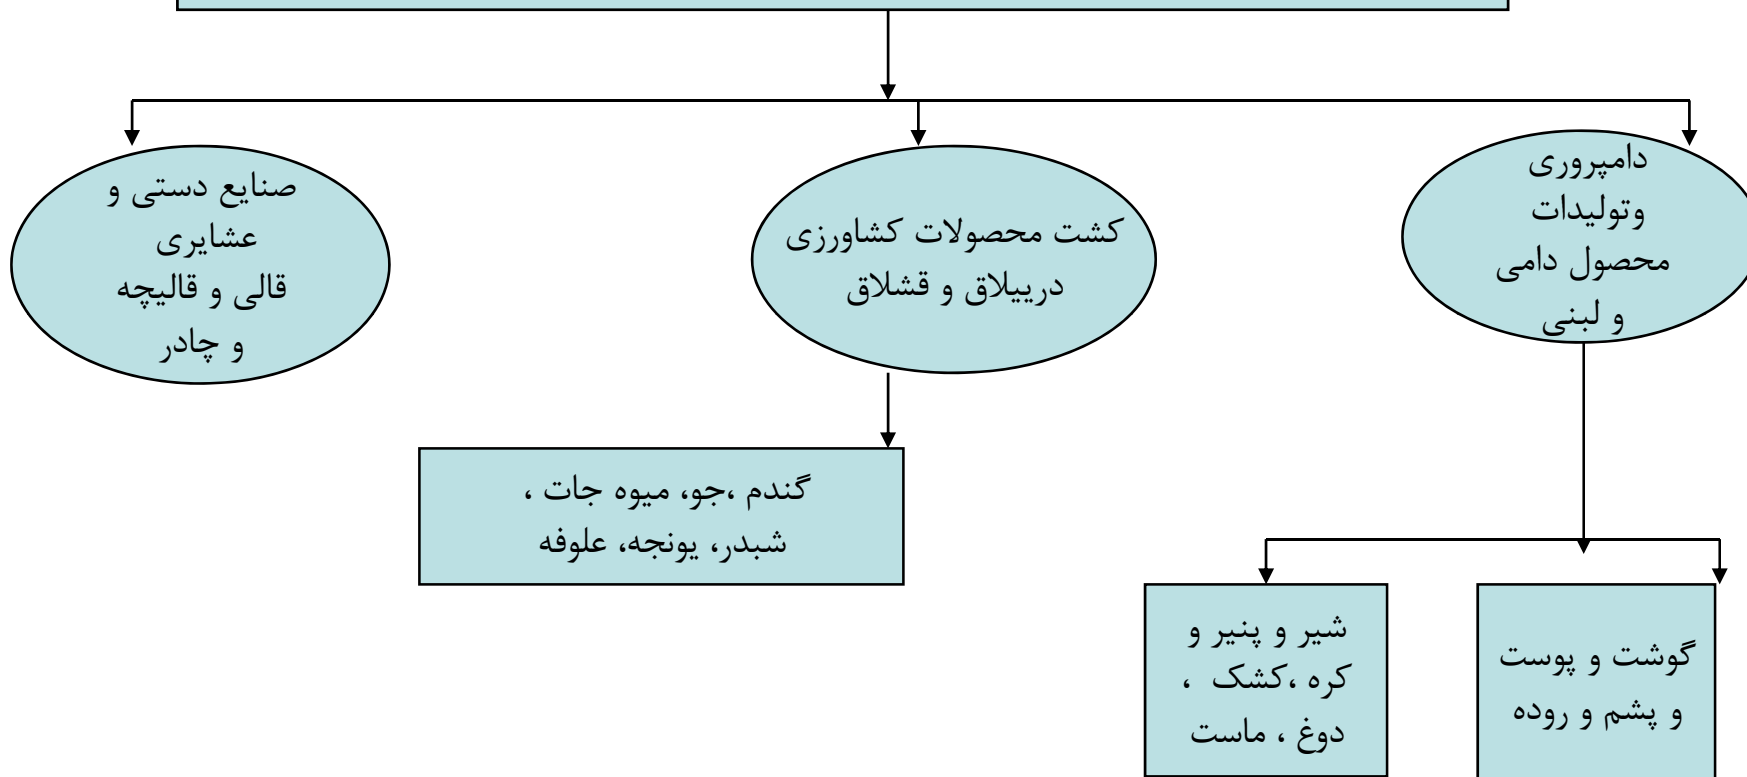 دامپروری
وتولیدات
محصول دامی
و لبنی
کشت محصولات کشاورزی
درییلاق و قشلاق
صنایع دستی و
عشایری
قالی و قالیچه
و چادر
گندم ،جو، میوه جات ،
شبدر، یونجه، علوفه
گوشت و پوست
و پشم و روده
شیر و پنیر و
کره ،کشک ،
دوغ ، ماست